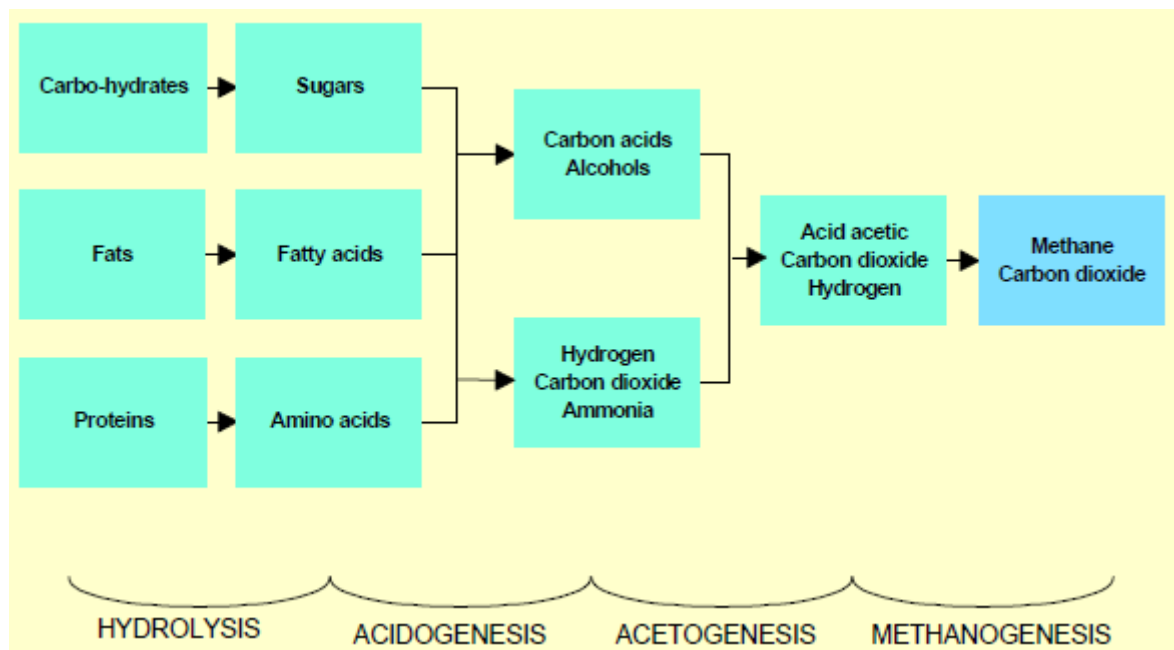 Carbo-hydrates
Sugars
Carbon acids
Alcohols
Fats
Fatty acids
Acid acetic
Carbon dioxide
Hydrogen
Methane
Carbon dioxide
Hydrogen
Carbon dioxide
Ammonia
Proteins
Amino acids
HYDROLYSIS
ACIDOGENESIS
ACETOGENESIS
METHANOGENESIS